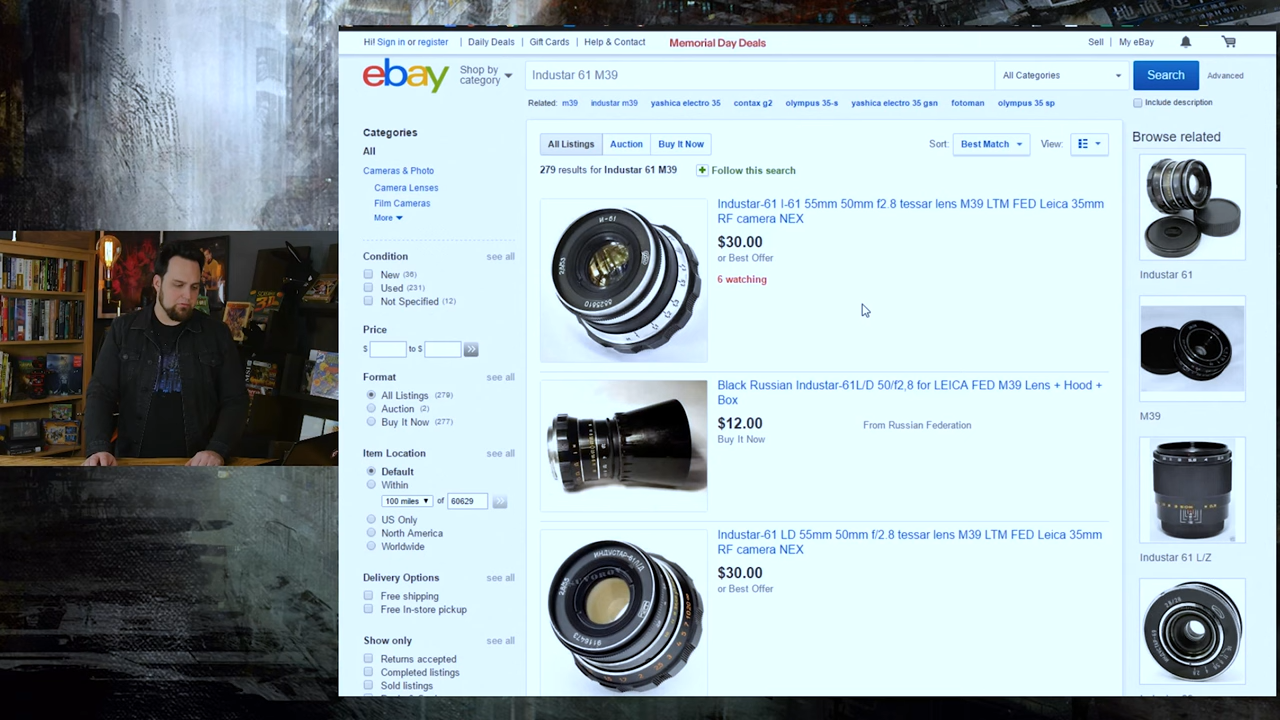 Hi! Sign in or register | Daily Deals | Gift Cards | Help & Contact Memorial Day Deals
Sell | My eBay
ebay
Shop by category
Industar 61 M39
All Categories
Search
Advanced
Related: m39 industar m39 yashica electro 35 contax g2 olympus 35-s yashica electro 35 gsn fotoman olympus 35 sp
Include description
Categories
All
Cameras & Photo
Camera Lenses
Film Cameras
More
Condition see all
New (36)
Used (231)
Not Specified (12)
Price
$ to $
Format see all
All Listings (279)
Auction (2)
Buy It Now (277)
Item Location see all
Default
Within
100 miles of 60629
US Only
North America
Worldwide
Delivery Options see all
Free shipping
Free In-store pickup
Show only see all
Returns accepted
Completed listings
Sold listings
All Listings Auction Buy It Now
Sort: Best Match View:
279 results for Industar 61 M39 Follow this search
Industar-61 I-61 55mm 50mm f2.8 tessar lens M39 LTM FED Leica 35mm
RF camera NEX
$30.00
or Best Offer
6 watching
Black Russian Industar-61L/D 50/f2,8 for LEICA FED M39 Lens + Hood +
Box
$12.00
Buy It Now
From Russian Federation
Industar-61 LD 55mm 50mm f/2.8 tessar lens M39 LTM FED Leica 35mm
RF camera NEX
$30.00
or Best Offer
Browse related
Industar 61
M39
Industar 61 L/Z